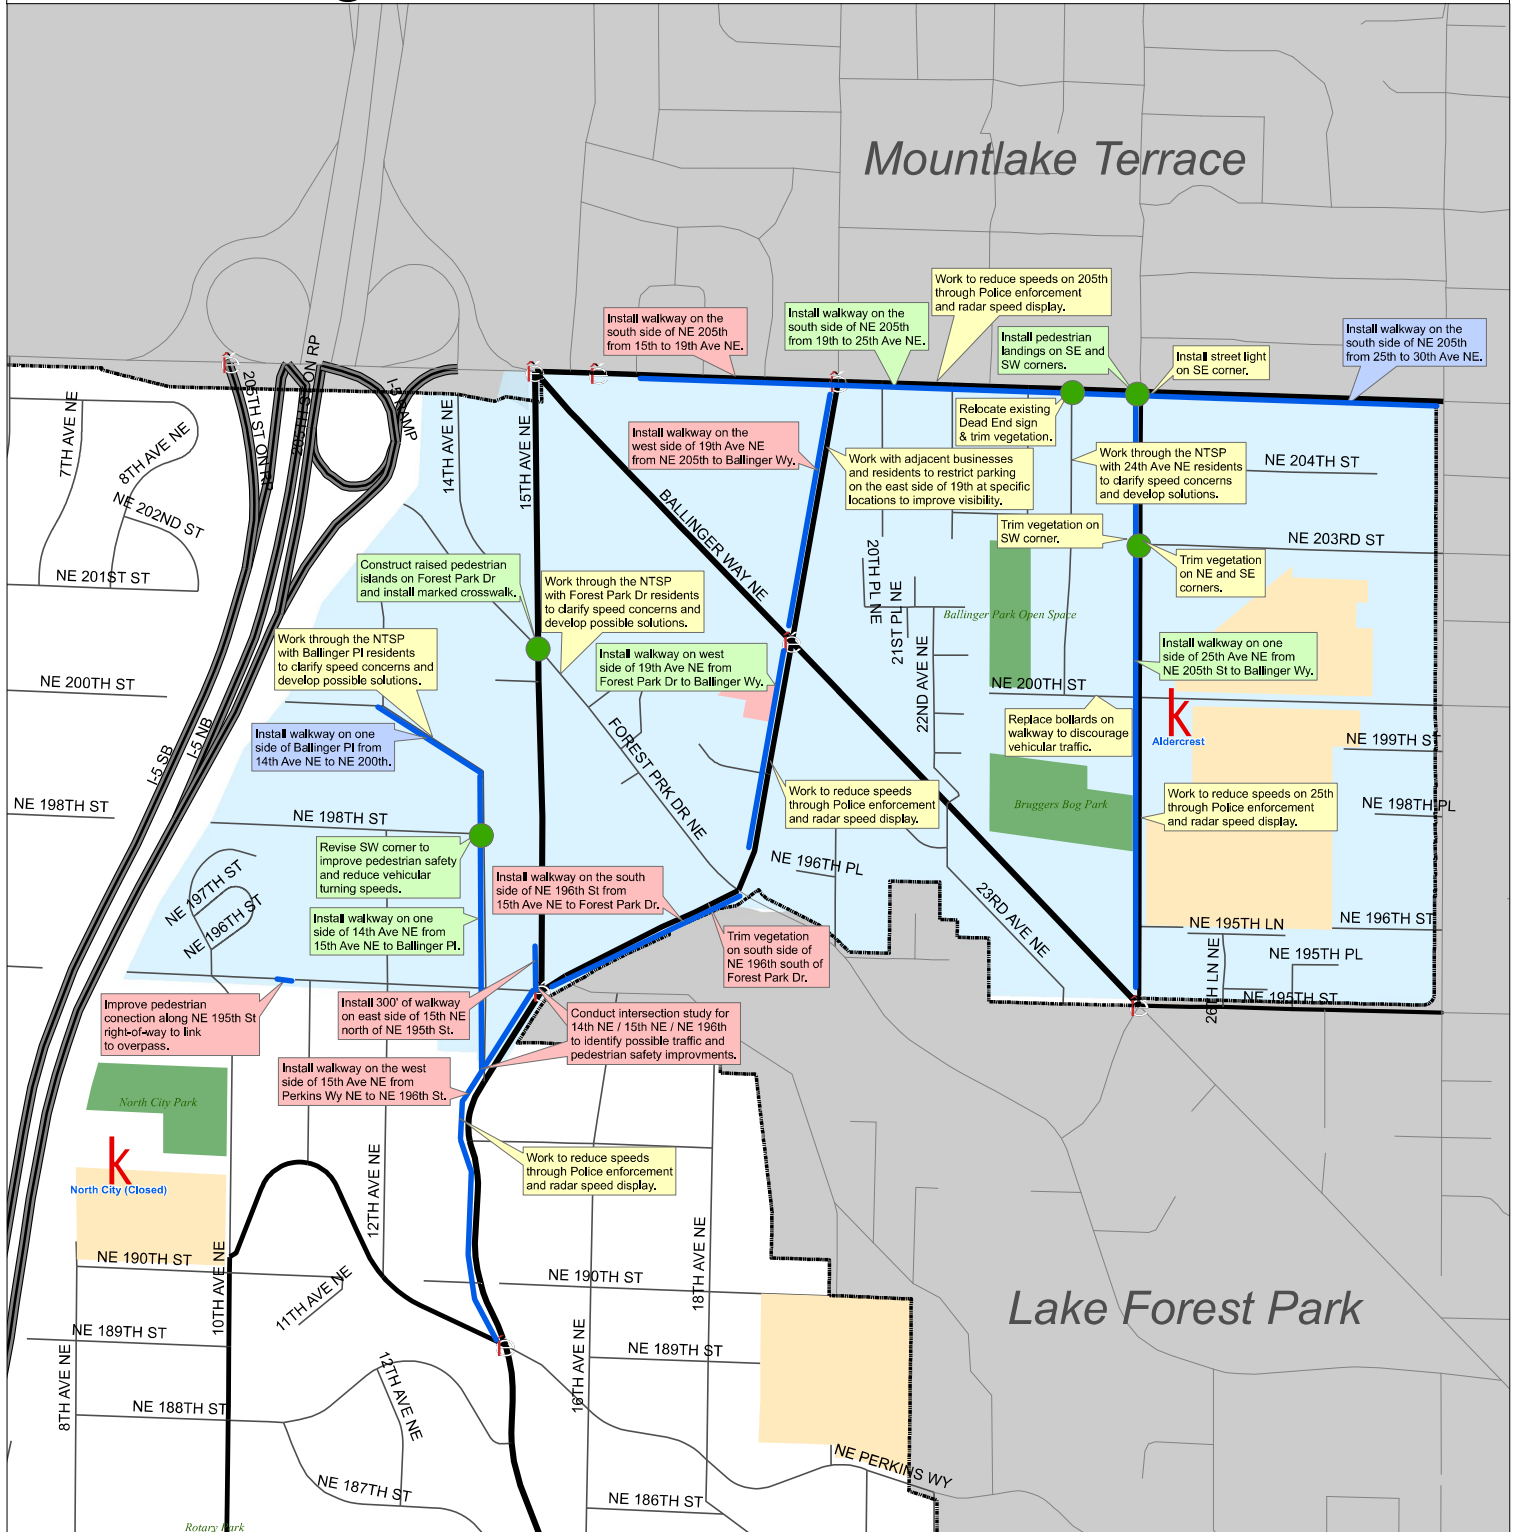 Mountlake Terrace
Work to reduce speeds on 205th
through Police enforcement
and radar speed display.
Install walkway on the
south side of NE 205th
from 15th to 19th Ave NE.
Install walkway on the
south side of NE 205th
from 19th to 25th Ave NE.
Install pedestrian
landings on SE and
SW corners.
Install street light
on SE corner.
Install walkway on the
south side of NE 205th
from 25th to 30th Ave NE.
205TH ST ON RP
205TH ST ON RP
I-5 RAMP
7TH AVE NE
8TH AVE NE
NE 202ND ST
NE 201ST ST
14TH AVE NE
15TH AVE NE
Install walkway on the
west side of 19th Ave NE
from NE 205th to Ballinger Wy.
Relocate existing
Dead End sign
& trim vegetation.
Work with adjacent businesses
and residents to restrict parking
on the east side of 19th at specific
locations to improve visibility.
Work through the NTSP
with 24th Ave NE residents
to clarify speed concerns
and develop solutions.
NE 204TH ST
BALLINGER WAY NE
Trim vegetation on
SW corner.
NE 203RD ST
Trim vegetation
on NE and SE
corners.
20TH PL NE
21ST PL NE
22ND AVE NE
Ballinger Park Open Space
Construct raised pedestrian
islands on Forest Park Dr
and install marked crosswalk.
Work through the NTSP
with Forest Park Dr residents
to clarify speed concerns and
develop possible solutions.
Work through the NTSP
with Ballinger Pl residents
to clarify speed concerns and
develop possible solutions.
Install walkway on west
side of 19th Ave NE from
Forest Park Dr to Ballinger Wy.
Install walkway on one
side of 25th Ave NE from
NE 205th St to Ballinger Wy.
NE 200TH ST
NE 200TH ST
Replace bollards on
walkway to discourage
vehicular traffic.
k
Aldercrest
NE 199TH ST
Install walkway on one
side of Ballinger Pl from
14th Ave NE to NE 200th.
I-5 SB
I-5 NB
FOREST PRK DR NE
Work to reduce speeds
through Police enforcement
and radar speed display.
Bruggers Bog Park
Work to reduce speeds on 25th
through Police enforcement
and radar speed display.
NE 198TH PL
NE 198TH ST
NE 198TH ST
Revise SW corner to
improve pedestrian safety
and reduce vehicular
turning speeds.
NE 197TH ST
NE 196TH ST
Install walkway on the south
side of NE 196th St from
15th Ave NE to Forest Park Dr.
NE 196TH PL
23RD AVE NE
Install walkway on one
side of 14th Ave NE from
15th Ave NE to Ballinger Pl.
Trim vegetation
on south side of
NE 196th south of
Forest Park Dr.
NE 195TH LN
NE 196TH ST
NE 195TH PL
NE 195TH ST
26TH LN NE
Improve pedestrian
conection along NE 195th St
right-of-way to link
to overpass.
Install 300' of walkway
on east side of 15th NE
north of NE 195th St.
Conduct intersection study for
14th NE / 15th NE / NE 196th
to identify possible traffic and
pedestrian safety improvments.
Install walkway on the west
side of 15th Ave NE from
Perkins Wy NE to NE 196th St.
North City Park
k
North City (Closed)
Work to reduce speeds
through Police enforcement
and radar speed display.
12TH AVE NE
10TH AVE NE
18TH AVE NE
NE 190TH ST
NE 190TH ST
11TH AVE NE
Lake Forest Park
NE 189TH ST
NE 189TH ST
8TH AVE NE
12TH AVE NE
16TH AVE NE
NE 188TH ST
NE PERKINS WY
NE 187TH ST
NE 186TH ST
Rotary Park